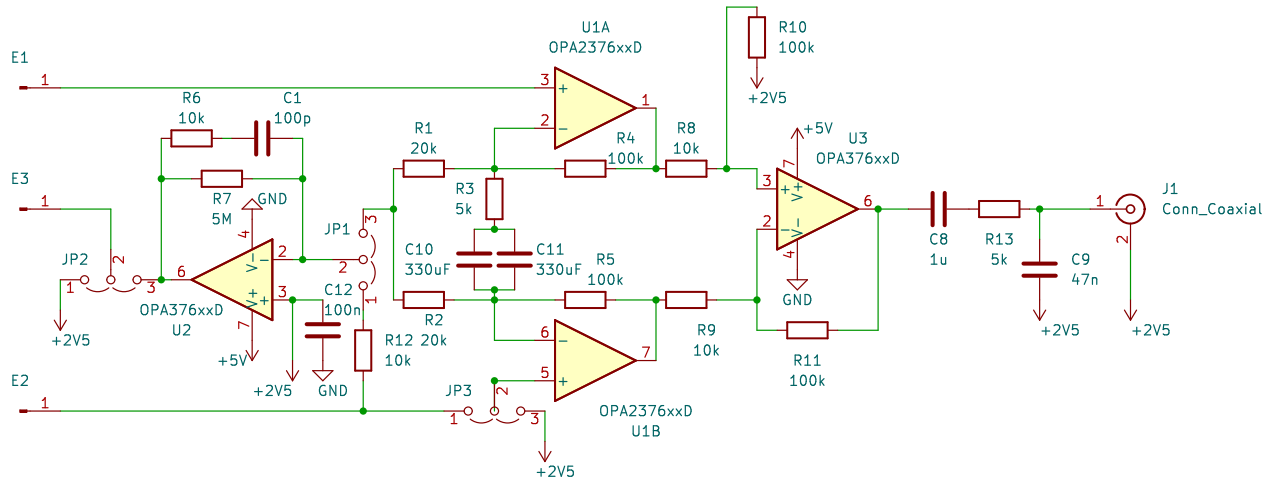 U1A
OPA2376xxD
R10
100k
+2V5
E1
1
3
+
2
−
1
R6
10k
C1
100p
R1
20k
R4
100k
R8
10k
+5V
U3
OPA376xxD
7
3
+
V+
2
−
V−
6
4
GND
E3
1
R7
5M
GND
R3
5k
J1
Conn_Coaxial
1
2
JP1
3
2
1
C8
1u
R13
5k
C9
47n
JP2
1
2
3
6
4
V−
−
2
V+
+
3
7
OPA376xxD
U2
C10
330uF
C11
330uF
R5
100k
C12
100n
R2
20k
R9
10k
R11
100k
+2V5
+2V5
+2V5
+5V
+2V5
GND
R12
10k
6
−
5
+
7
E2
1
JP3
1
2
3
OPA2376xxD
U1B
+2V5